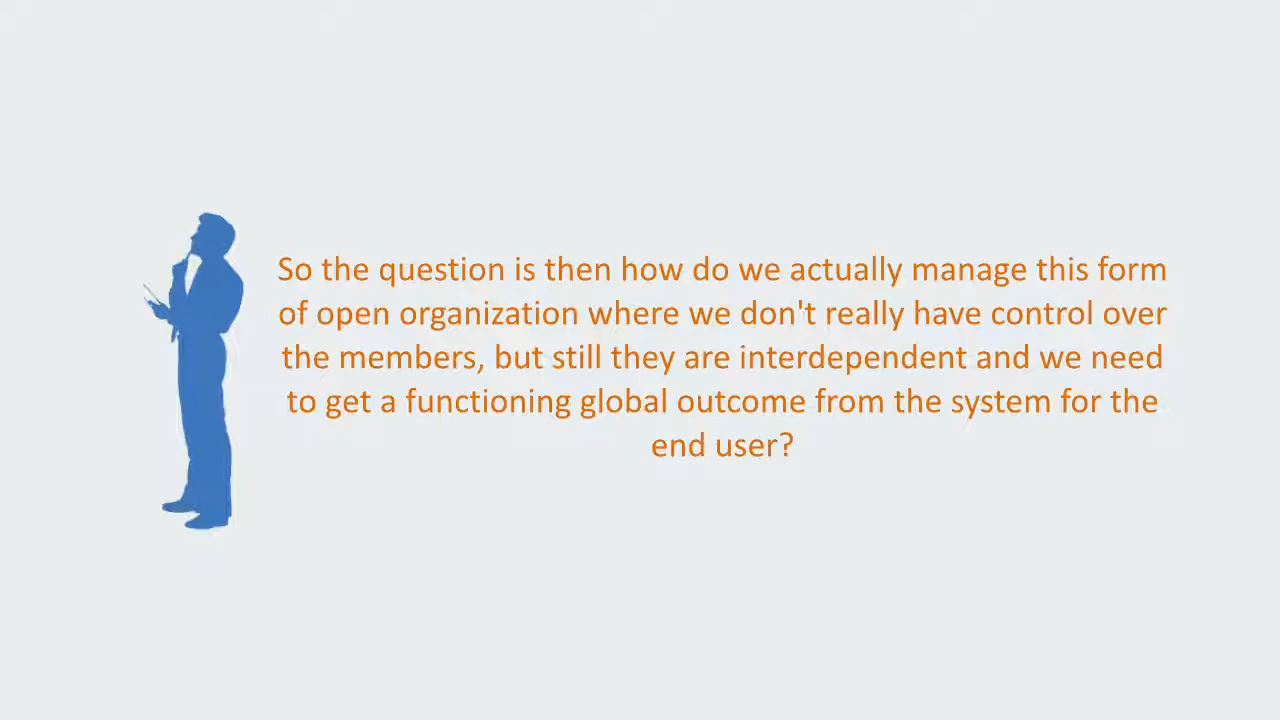 So the question is then how do we actually manage this form
of open organization where we don't really have control over
the members, but still they are interdependent and we need
to get a functioning global outcome from the system for the
end user?